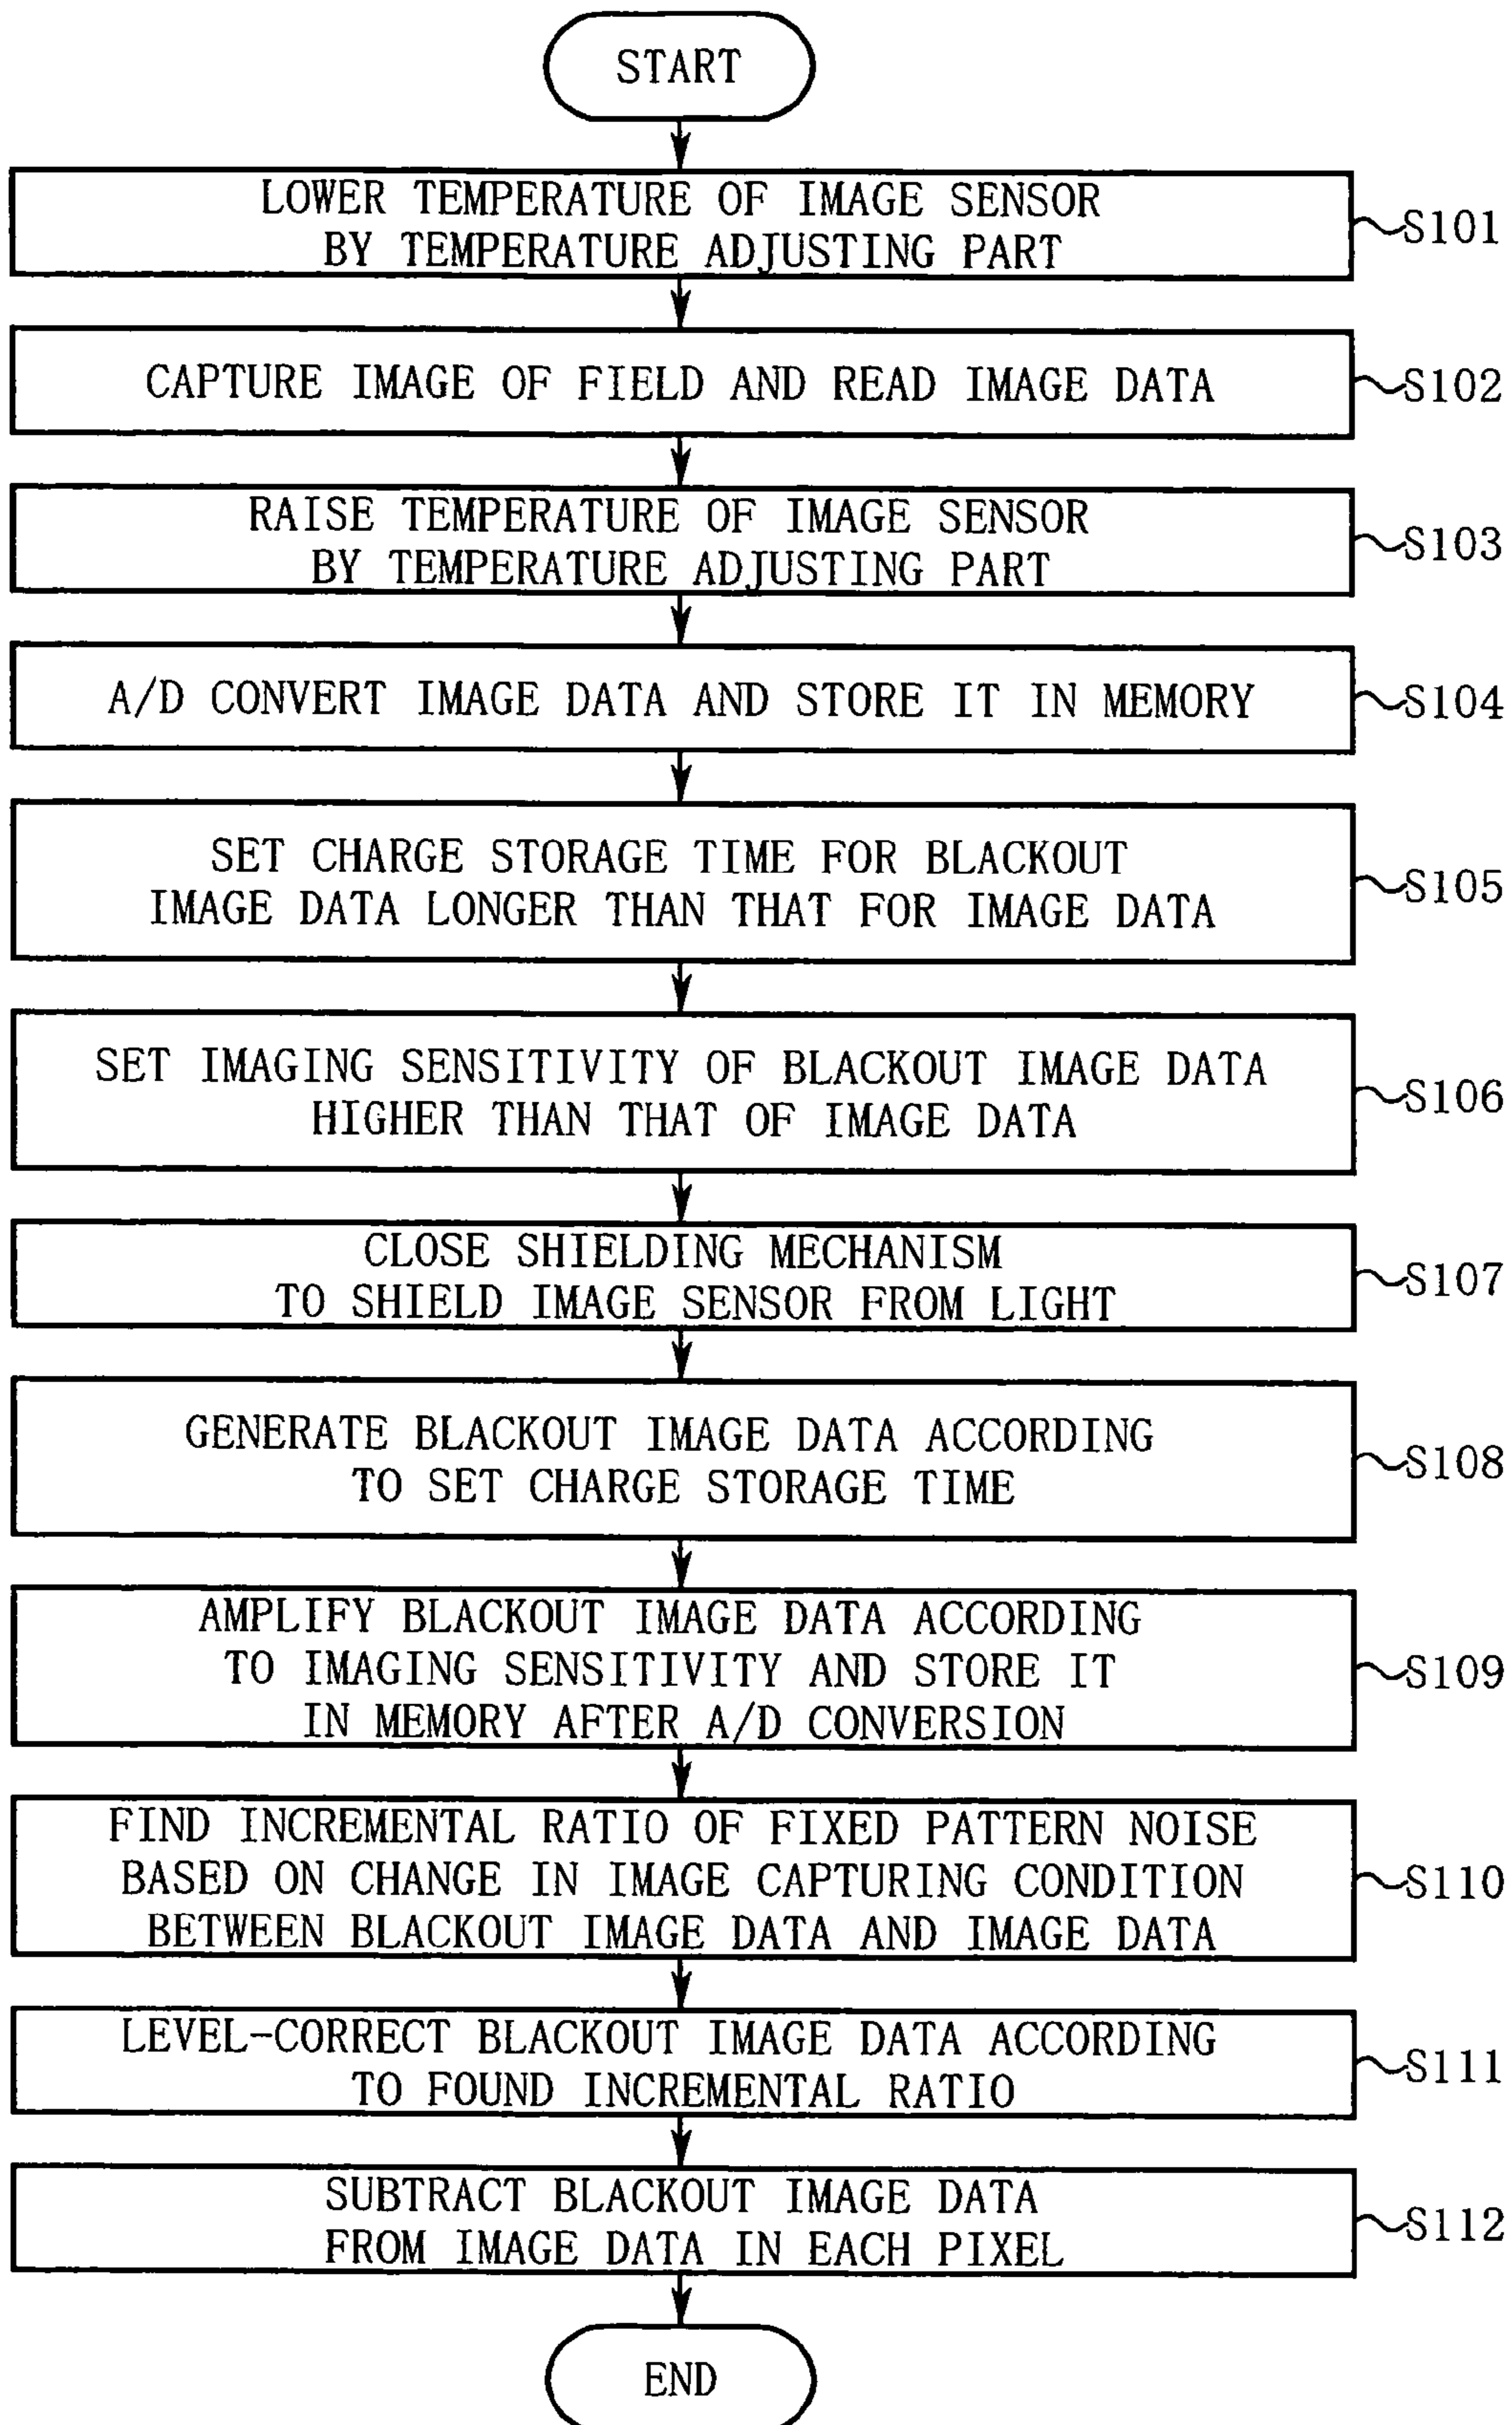 START
LOWER TEMPERATURE OF IMAGE SENSOR
BY TEMPERATURE ADJUSTING PART
S101
CAPTURE IMAGE OF FIELD AND READ IMAGE DATA
S102
RAISE TEMPERATURE OF IMAGE SENSOR
BY TEMPERATURE ADJUSTING PART
S103
A/D CONVERT IMAGE DATA AND STORE IT IN MEMORY
S104
SET CHARGE STORAGE TIME FOR BLACKOUT
IMAGE DATA LONGER THAN THAT FOR IMAGE DATA
S105
SET IMAGING SENSITIVITY OF BLACKOUT IMAGE DATA
HIGHER THAN THAT OF IMAGE DATA
S106
CLOSE SHIELDING MECHANISM
TO SHIELD IMAGE SENSOR FROM LIGHT
S107
GENERATE BLACKOUT IMAGE DATA ACCORDING
TO SET CHARGE STORAGE TIME
S108
AMPLIFY BLACKOUT IMAGE DATA ACCORDING
TO IMAGING SENSITIVITY AND STORE IT
IN MEMORY AFTER A/D CONVERSION
S109
FIND INCREMENTAL RATIO OF FIXED PATTERN NOISE
BASED ON CHANGE IN IMAGE CAPTURING CONDITION
BETWEEN BLACKOUT IMAGE DATA AND IMAGE DATA
S110
LEVEL-CORRECT BLACKOUT IMAGE DATA ACCORDING
TO FOUND INCREMENTAL RATIO
S111
SUBTRACT BLACKOUT IMAGE DATA
FROM IMAGE DATA IN EACH PIXEL
S112
END